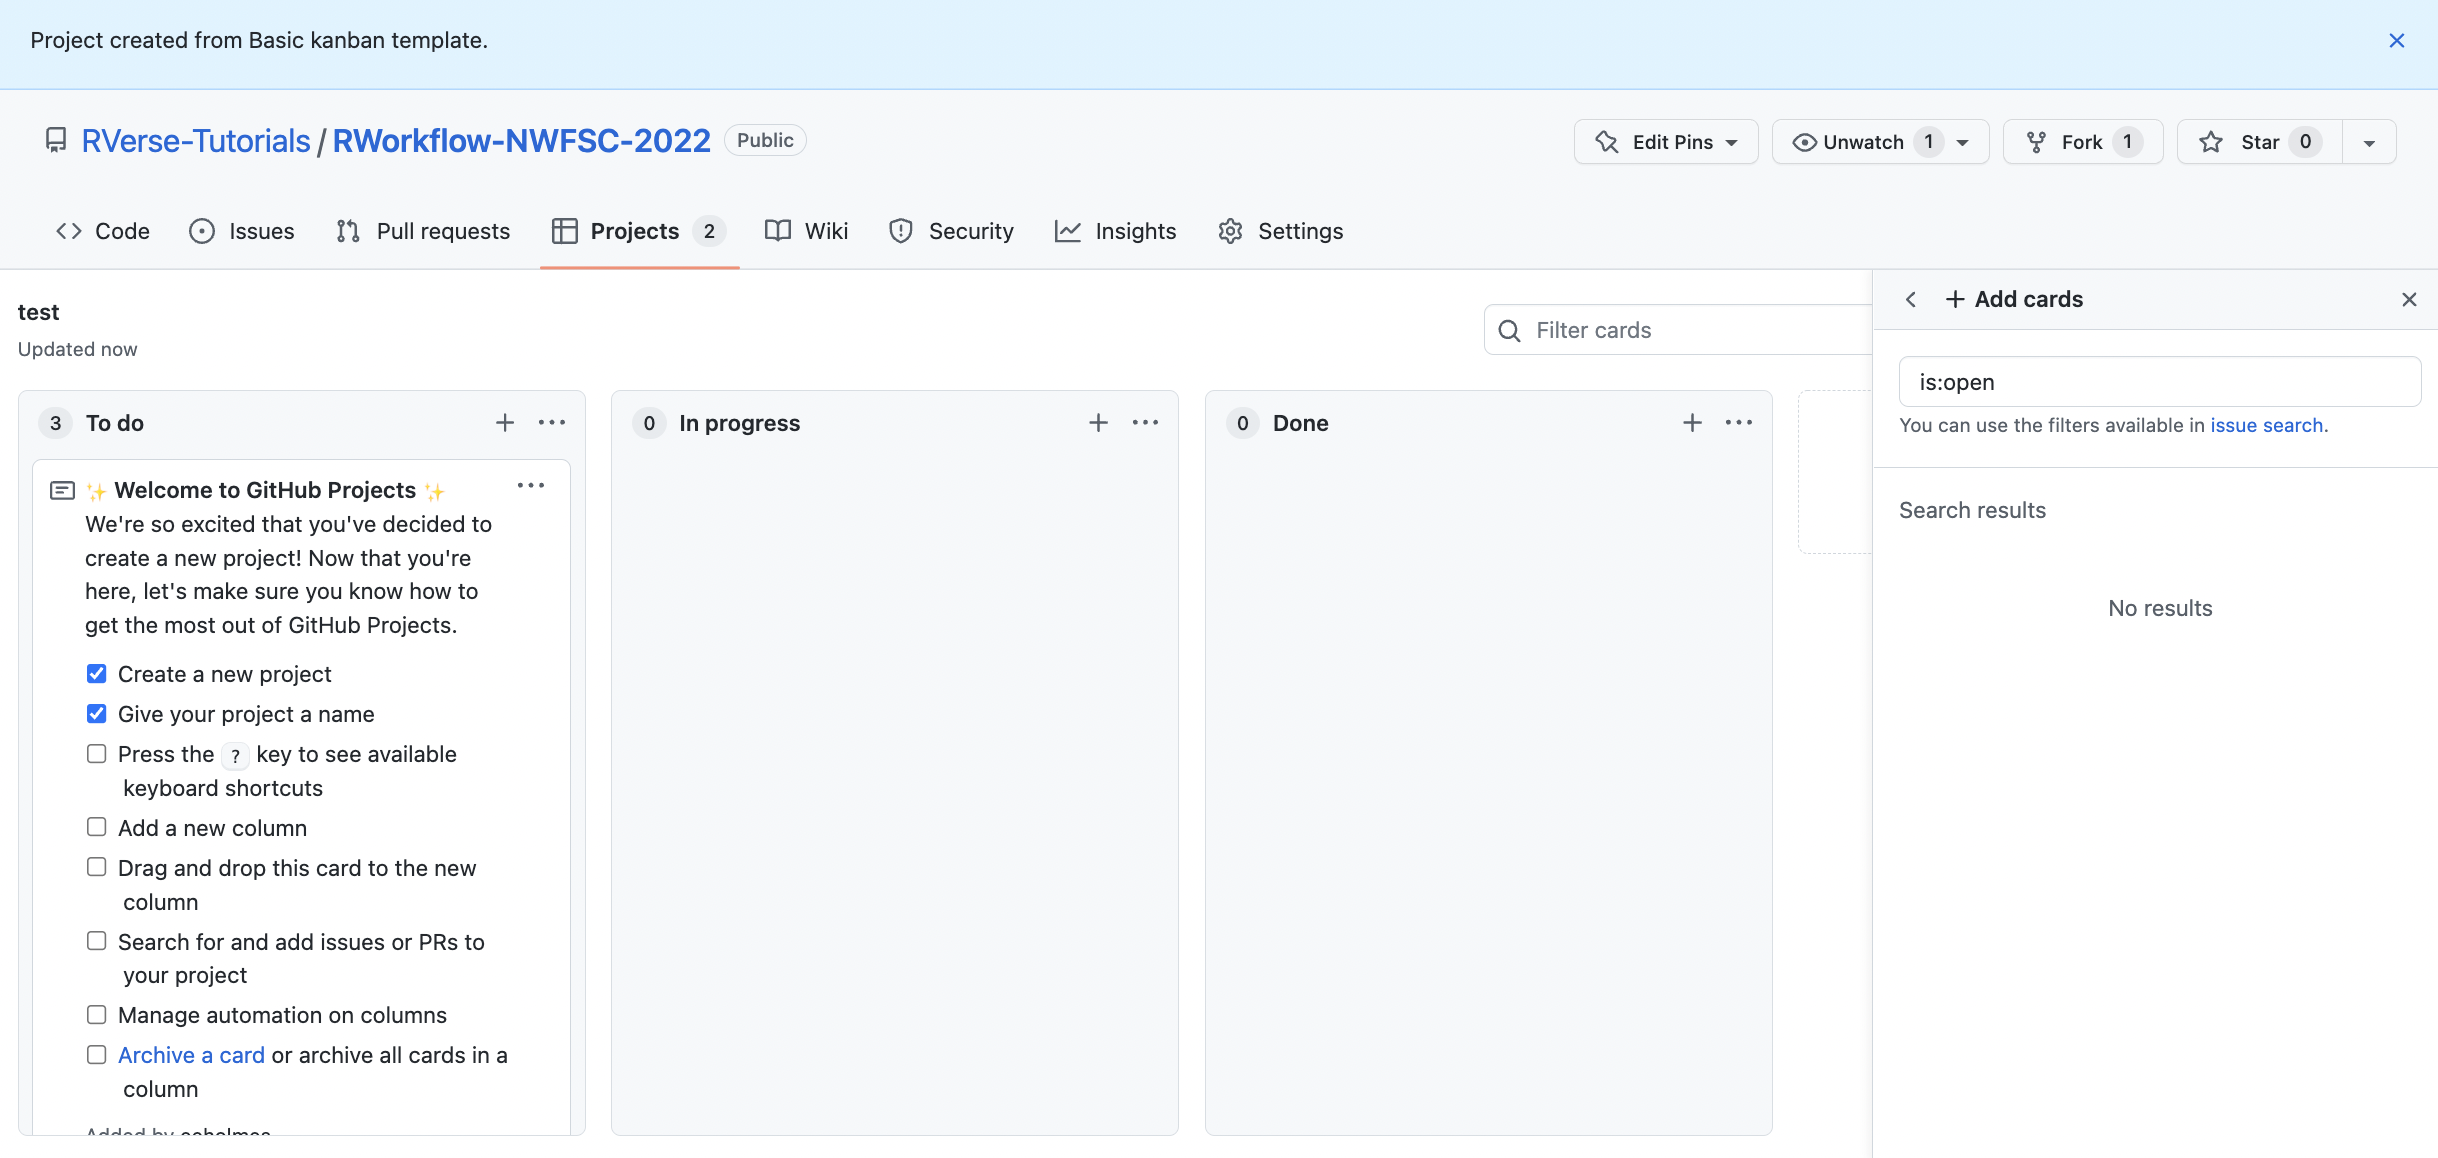 Project created from Basic kanban template.
RVerse-Tutorials / RWorkflow-NWFSC-2022 Public
Edit Pins Unwatch 1 Fork 1 Star 0
Code Issues Pull requests Projects 2 Wiki Security Insights Settings
test
Updated now
Filter cards
3 To do
✨ Welcome to GitHub Projects ✨
We're so excited that you've decided to
create a new project! Now that you're
here, let's make sure you know how to
get the most out of GitHub Projects.
Create a new project
Give your project a name
Press the ? key to see available
keyboard shortcuts
Add a new column
Drag and drop this card to the new
column
Search for and add issues or PRs to
your project
Manage automation on columns
Archive a card or archive all cards in a
column
Added by
0 In progress
0 Done
Add cards
is:open
You can use the filters available in issue search.
Search results
No results